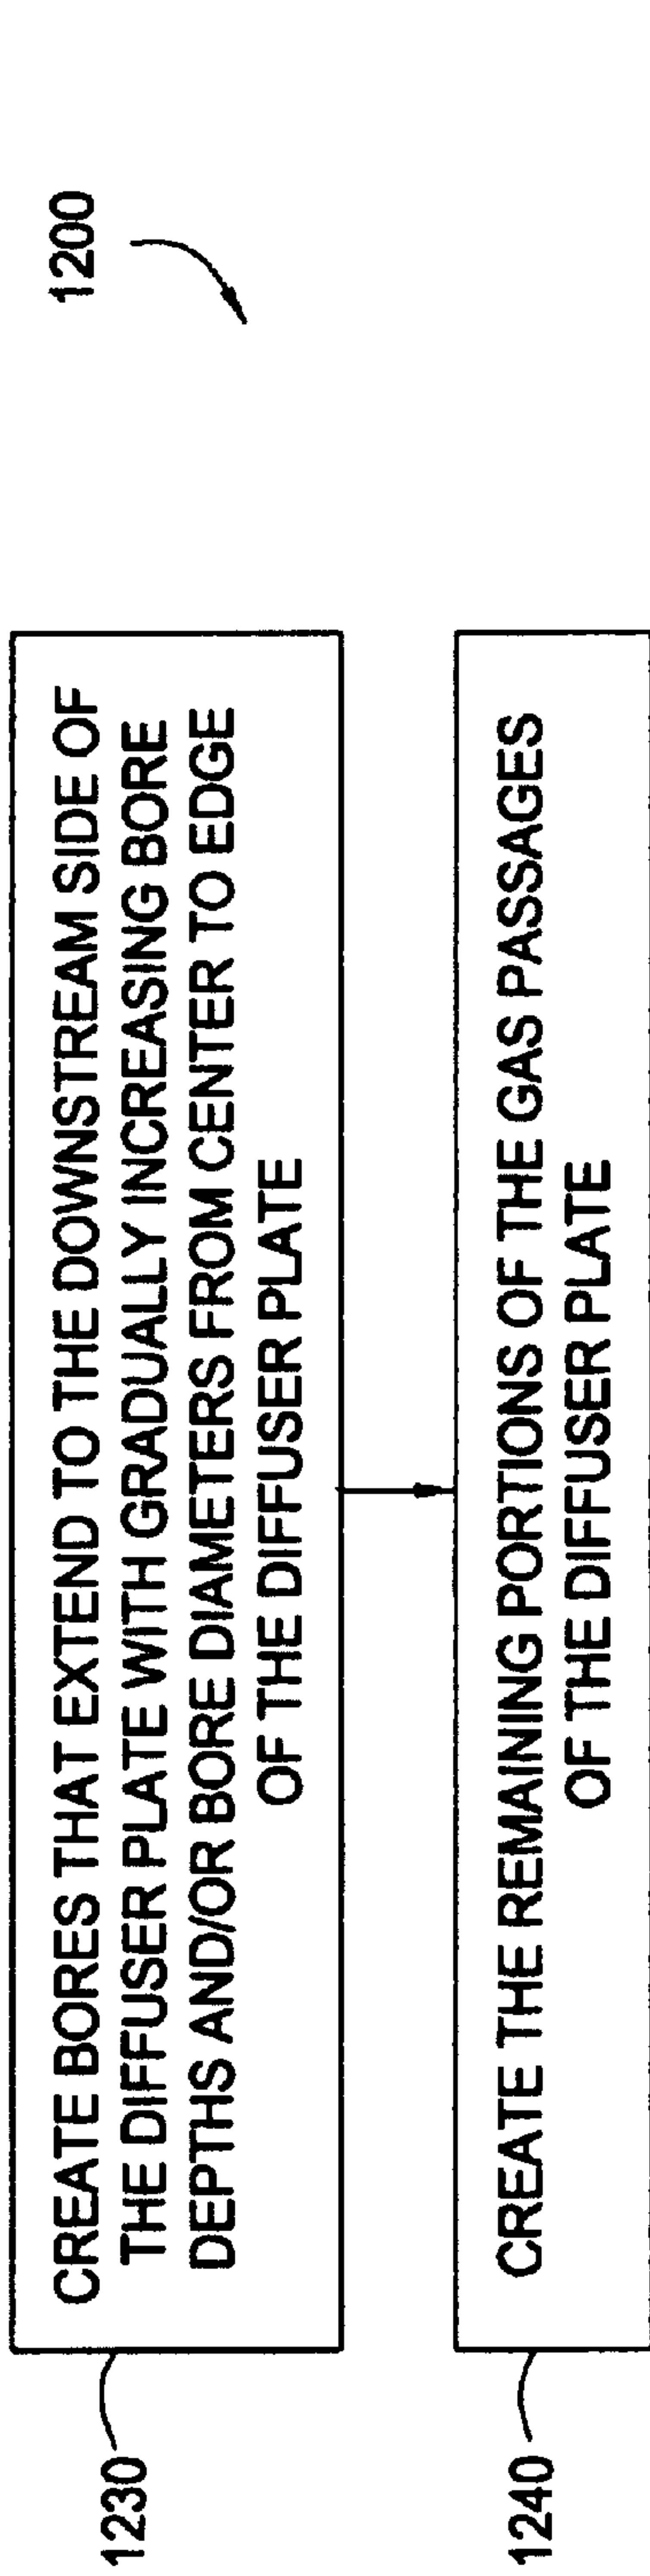 1200
1230
CREATE BORES THAT EXTEND TO THE DOWNSTREAM SIDE OF
THE DIFFUSER PLATE WITH GRADUALLY INCREASING BORE
DEPTHS AND/OR BORE DIAMETERS FROM CENTER TO EDGE
OF THE DIFFUSER PLATE
1240
CREATE THE REMAINING PORTIONS OF THE GAS PASSAGES
OF THE DIFFUSER PLATE